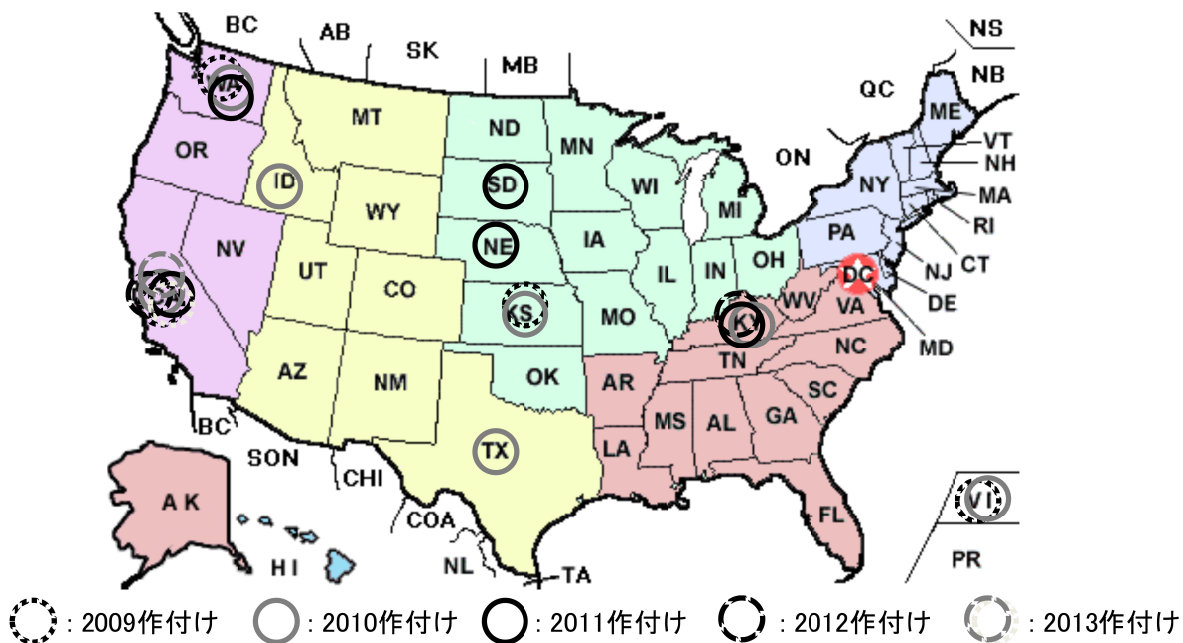 BC
AB
SK
MB
NS
NB
QC
ON
WA
MT
ND
MN
ME
VT
NH
OR
ID
SD
WI
MI
NY
MA
RI
WY
NE
IA
PA
CT
NJ
NV
UT
CO
IL
IN
OH
DC
DE
KS
MO
KY
WV
VA
MD
AZ
NM
OK
AR
TN
NC
SC
TX
MS
AL
GA
LA
BC
SON
CHI
COA
NL
TA
AK
HI
FL
VI
PR
: 2009作付け : 2010作付け : 2011作付け : 2012作付け : 2013作付け